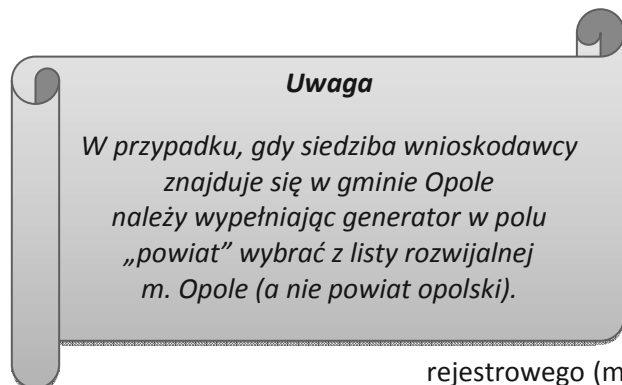 Uwaga
W przypadku, gdy siedziba wnioskodawcy
znajduje się w gminie Opole
należy wypełniając generator w polu
„powiat” wybrać z listy rozwijalnej
m. Opole (a nie powiat opolski).
rejestrowego (m